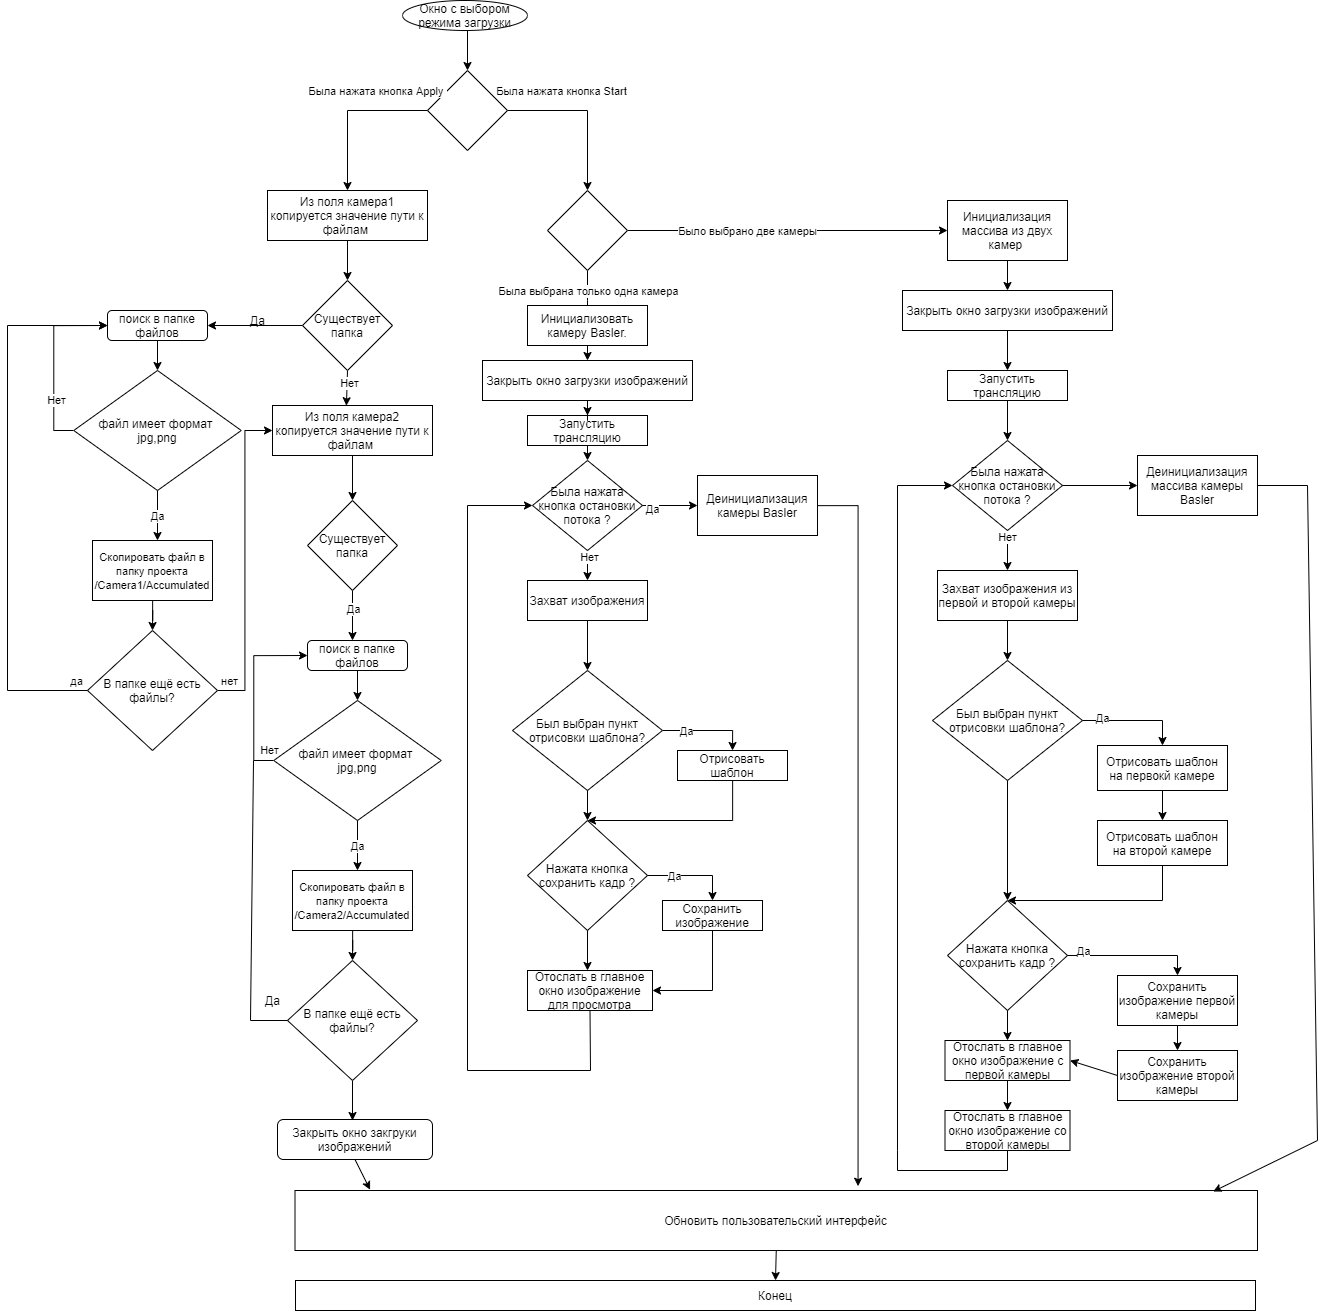 Окно с выбором
режима загрузки
Была нажата кнопка Apply
Была нажата кнопка Start
Из поля камера1
копируется значение пути к
файлам
Существует
папка
Да
Нет
поиск в папке
файлов
файл имеет формат
jpg,png
Нет
Да
Скопировать файл в
папку проекта
/Camera1/Accumulated
В папке ещё есть
файлы?
да
нет
Из поля камера2
копируется значение пути к
файлам
Существует
папка
Да
поиск в папке
файлов
файл имеет формат
jpg,png
Нет
Да
Скопировать файл в
папку проекта
/Camera2/Accumulated
В папке ещё есть
файлы?
Да
Закрыть окно закгруки
изображений
Была выбрана только одна камера
Инициализовать
камеру Basler.
Закрыть окно загрузки изображений
Запустить
трансляцию
Была нажата
кнопка остановки
потока ?
Да
Деинициализация
камеры Basler
Нет
Захват изображения
Был выбран пункт
отрисовки шаблона?
Да
Отрисовать
шаблон
Нажата кнопка
сохранить кадр ?
Да
Сохранить
изображение
Отослать в главное
окно изображение
для просмотра
Было выбрано две камеры
Инициализация
массива из двух
камер
Закрыть окно загрузки изображений
Запустить
трансляцию
Была нажата
кнопка остановки
потока ?
Деинициализация
массива камеры
Basler
Нет
Захват изображения из
первой и второй камеры
Был выбран пункт
отрисовки шаблона?
Да
Отрисовать шаблон
на первокй камере
Отрисовать шаблон
на второй камере
Нажата кнопка
сохранить кадр ?
Да
Сохранить
изображение первой
камеры
Сохранить
изображение второй
камеры
Отослать в главное
окно изображение с
первой камеры
Отослать в главное
окно изображение со
второй камеры
Обновить пользовательский интерфейс
Конец